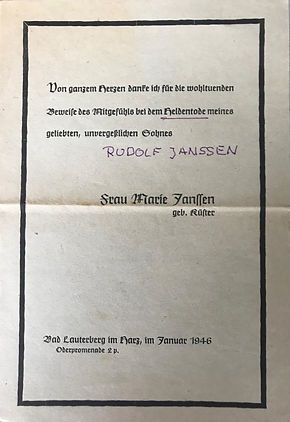 Von ganzem Herzen danke ich für die wohltuenden
Beweise des Mitgefühls bei dem Heldentode meines
geliebten, unvergeßlichen Sohnes
RUDOLF JANSSEN
Frau Marie Janssen
geb. Küster
Bad Lauterberg im Harz, im Januar 1946
Oderpromenade 2 p.